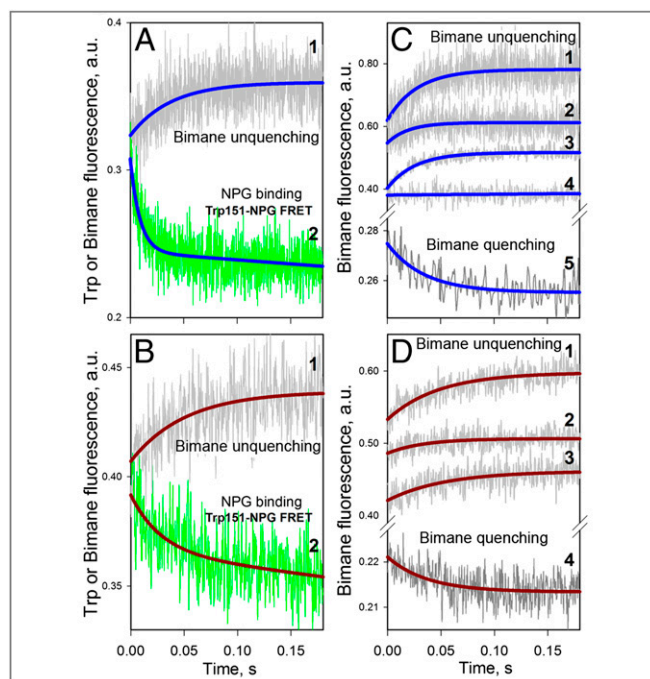 A
0.4
0.3
0.2
Trp or Bimane fluorescence, a.u.
1
Bimane unquenching
NPG binding
Trp151-NPG FRET
2
C
Bimane unquenching
0.80
0.60
0.40
0.28
0.26
Bimane fluorescence, a.u.
1
2
3
4
Bimane quenching
5
B
0.45
0.40
0.35
Trp or Bimane fluorescence, a.u.
1
Bimane unquenching
NPG binding
Trp151-NPG FRET
2
0.00 0.05 0.10 0.15
Time, s
D
Bimane unquenching
0.60
0.50
0.40
0.22
0.21
Bimane fluorescence, a.u.
1
2
3
Bimane quenching
4
0.00 0.05 0.10 0.15
Time, s